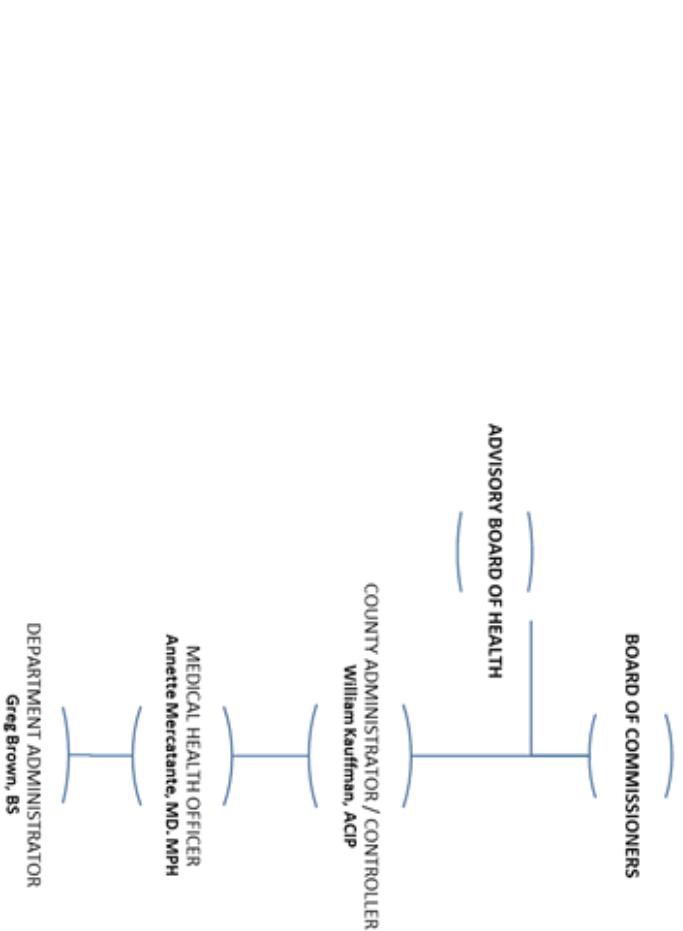 BOARD OF COMMISSIONERS
ADVISORY BOARD OF HEALTH
COUNTY ADMINISTRATOR / CONTROLLER
William Kauffman, ACIP
MEDICAL HEALTH OFFICER
Annette Mercatante, MD. MPH
DEPARTMENT ADMINISTRATOR
Greg Brown, BS